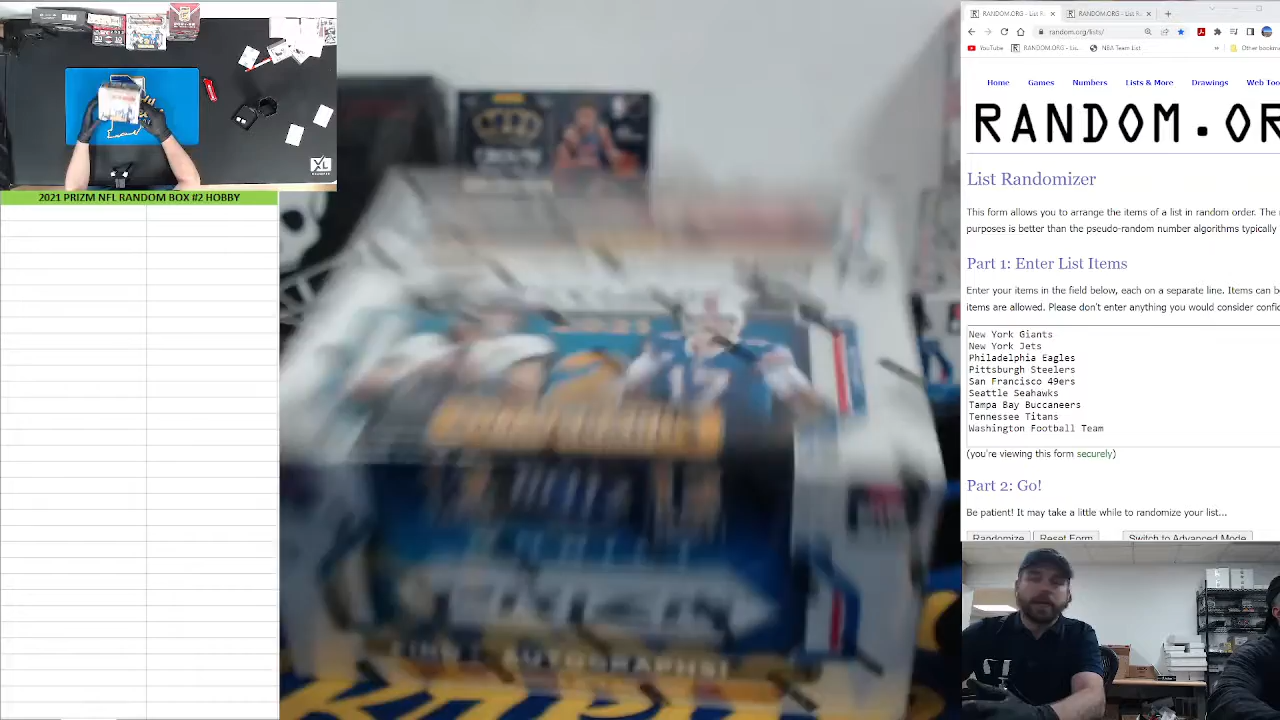 2021 PRIZM NFL RANDOM BOX #2 HOBBY
XL
17
AUTOGRAPHS!
RANDOM.ORG - List R
RANDOM.ORG - List R
random.org/lists/
YouTube
RANDOM.ORG - Lis...
NBA Team List
Other bookm
Home
Games
Numbers
Lists & More
Drawings
Web Too
RANDOM.OR
List Randomizer
This form allows you to arrange the items of a list in random order. The
purposes is better than the pseudo-random number algorithms typically
Part 1: Enter List Items
Enter your items in the field below, each on a separate line. Items can be
items are allowed. Please don't enter anything you would consider confid
New York Giants
New York Jets
Philadelphia Eagles
Pittsburgh Steelers
San Francisco 49ers
Seattle Seahawks
Tampa Bay Buccaneers
Tennessee Titans
Washington Football Team
(you're viewing this form securely)
Part 2: Go!
Be patient! It may take a little while to randomize your list...
Randomize
Reset Form
Switch to Advanced Mode